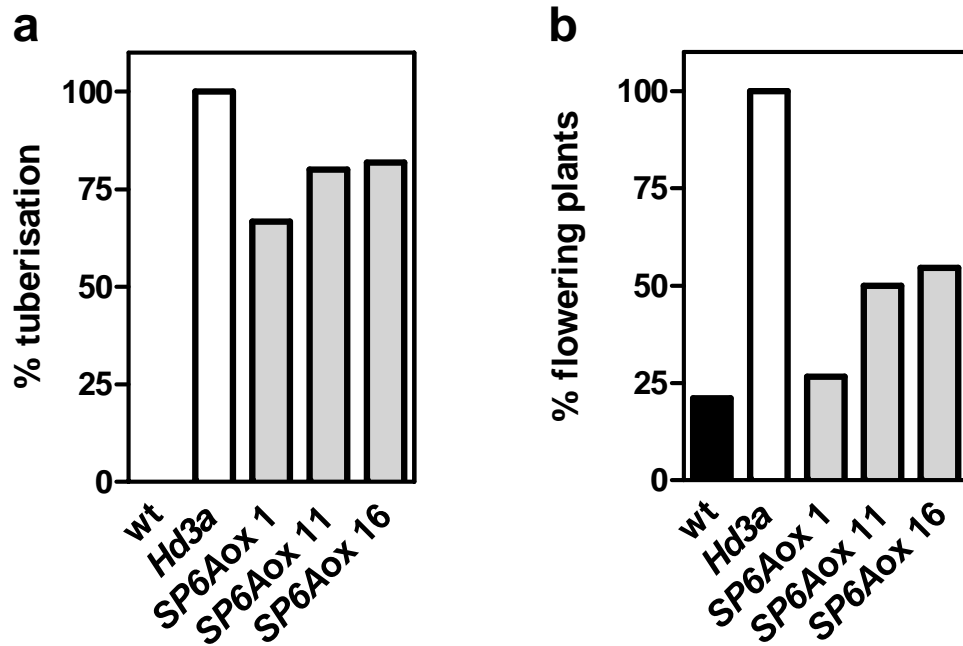 a
% tuberisation
100
75
50
25
0
wt
Hd3a
SP6Aox 1
SP6Aox 11
SP6Aox 16
b
% flowering plants
100
75
50
25
0
wt
Hd3a
SP6Aox 1
SP6Aox 11
SP6Aox 16